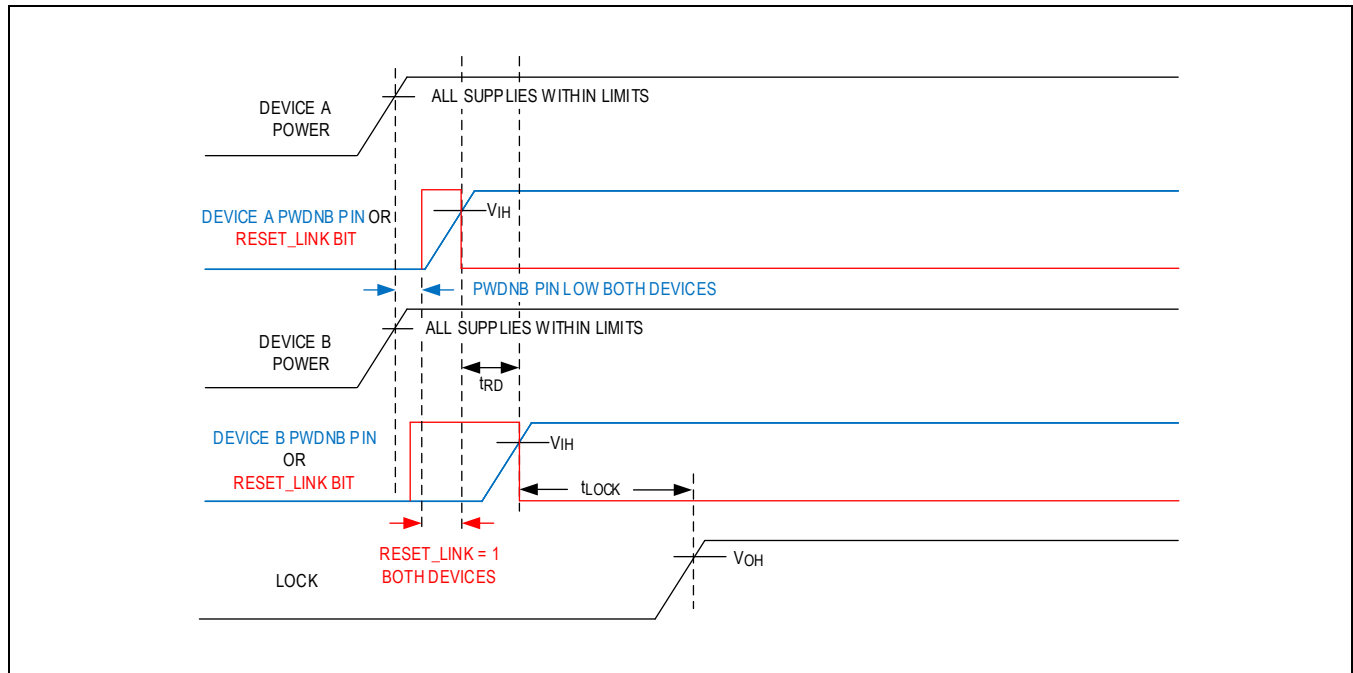 ALL SUPPLIES WITHIN LIMITS
DEVICE A
POWER
DEVICE A PWDNB PIN OR
RESET_LINK BIT
VIH
PWDNB PIN LOW BOTH DEVICES
ALL SUPPLIES WITHIN LIMITS
DEVICE B
POWER
tRD
DEVICE B PWDNB PIN
OR
RESET_LINK BIT
VIH
tLOCK
RESET_LINK = 1
BOTH DEVICES
LOCK
VOH